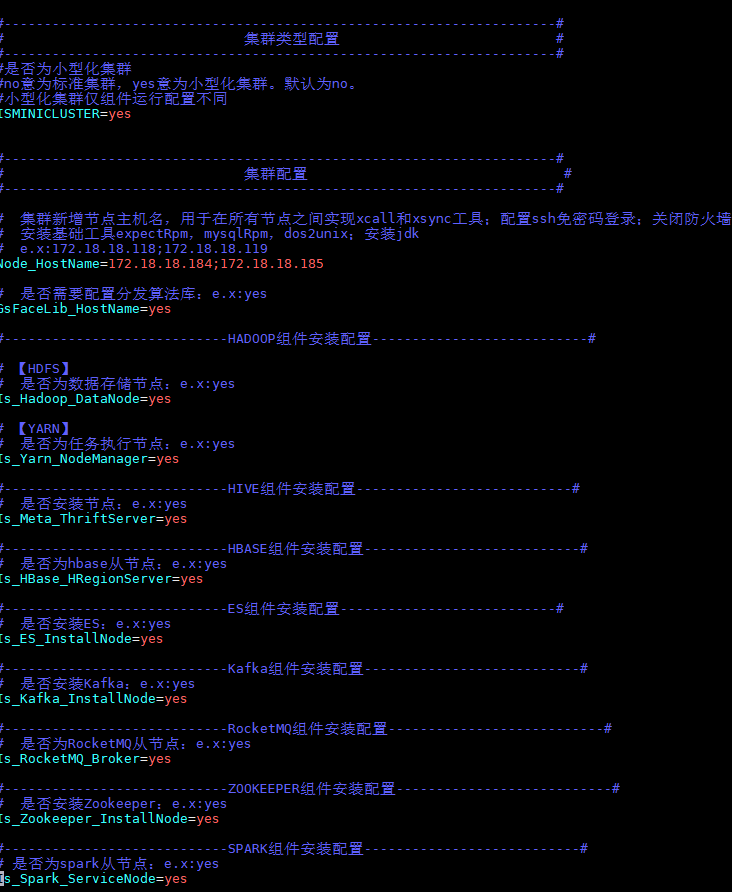 #---------------------------------------------------------------------#
# 集群类型配置 #
#---------------------------------------------------------------------#
#是否为小型化集群
#no意为标准集群，yes意为小型化集群。默认为no。
#小型化集群仅组件运行配置不同
ISMINICLUSTER=yes
#---------------------------------------------------------------------#
# 集群配置 #
#---------------------------------------------------------------------#
# 集群新增节点主机名，用于在所有节点之间实现xcall和xsync工具；配置ssh免密码登录；关闭防火墙
# 安装基础工具expectRpm，mysqlRpm，dos2unix；安装jdk
# e.x:172.18.18.118;172.18.18.119
Node_HostName=172.18.18.184;172.18.18.185
# 是否需要配置分发算法库；e.x:yes
GsFaceLib_HostName=yes
#----------------------------HADOOP组件安装配置---------------------------#
# 【HDFS】
# 是否为数据存储节点；e.x:yes
Is_Hadoop_DataNode=yes
# 【YARN】
# 是否为任务执行节点；e.x:yes
Is_Yarn_NodeManager=yes
#----------------------------HIVE组件安装配置---------------------------#
# 是否安装节点；e.x:yes
Is_Meta_ThriftServer=yes
#----------------------------HBASE组件安装配置---------------------------#
# 是否为hbase从节点；e.x:yes
Is_HBase_HRegionServer=yes
#----------------------------ES组件安装配置---------------------------#
# 是否安装ES；e.x:yes
Is_ES_InstallNode=yes
#----------------------------Kafka组件安装配置---------------------------#
# 是否安装Kafka；e.x:yes
Is_Kafka_InstallNode=yes
#----------------------------RocketMQ组件安装配置---------------------------#
# 是否为RocketMQ从节点；e.x:yes
Is_RocketMQ_Broker=yes
#----------------------------ZOOKEEPER组件安装配置---------------------------#
# 是否安装Zookeeper；e.x:yes
Is_Zookeeper_InstallNode=yes
#----------------------------SPARK组件安装配置---------------------------#
# 是否为spark从节点；e.x:yes
Is_Spark_ServiceNode=yes